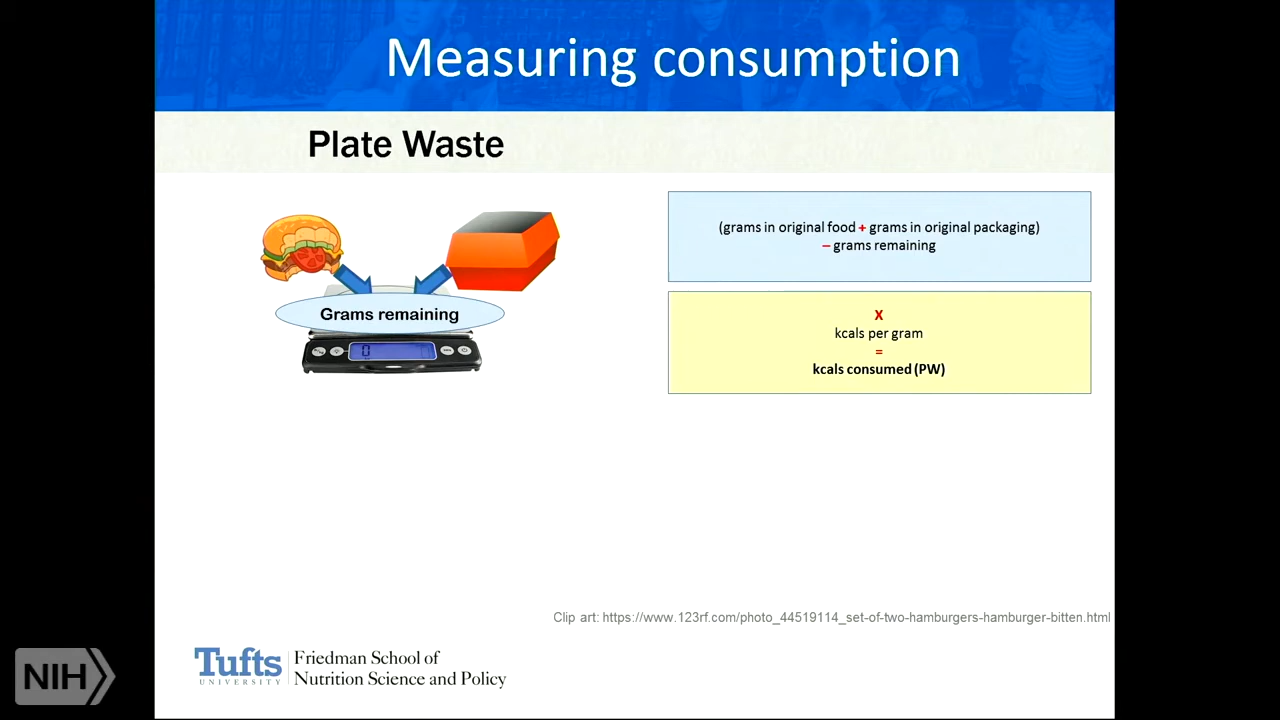 Measuring consumption
Plate Waste
Grams remaining
0
(grams in original food + grams in original packaging)
– grams remaining
X
kcals per gram
=
kcals consumed (PW)
Clip art: https://www.123rf.com/photo_44519114_set-of-two-hamburgers-hamburger-bitten.html
NIH
Tufts
UNIVERSITY
Friedman School of
Nutrition Science and Policy